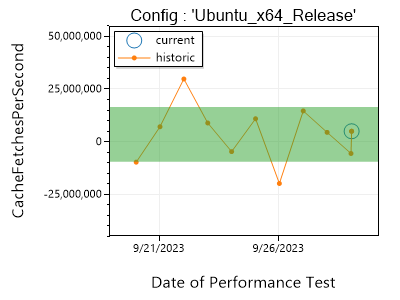 Config : 'Ubuntu_x64_Release'
CacheFetchesPerSecond
50,000,000
25,000,000
0
-25,000,000
current
historic
9/21/2023
9/26/2023
Date of Performance Test